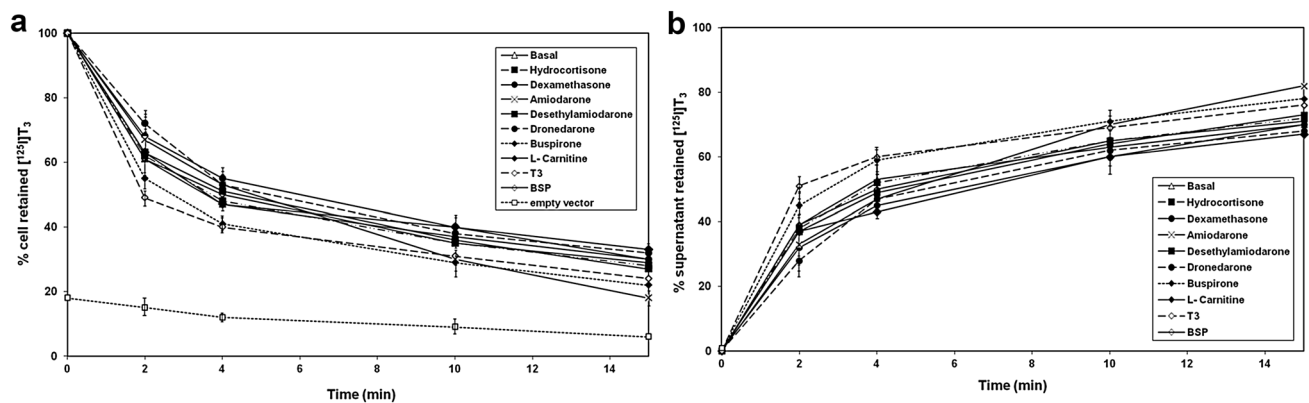 a
% cell retained [¹²⁵I]T₃
100
80
60
40
20
0
0 2 4 6 8 10 12 14
Time (min)
Basal
Hydrocortisone
Dexamethasone
Amiodarone
Desethylamiodarone
Dronedarone
Buspirone
L- Carnitine
T3
BSP
empty vector
b
% supernatant retained [¹²⁵I]T₃
100
80
60
40
20
0
0 2 4 6 8 10 12 14
Time (min)
Basal
Hydrocortisone
Dexamethasone
Amiodarone
Desethylamiodarone
Dronedarone
Buspirone
L- Carnitine
T3
BSP